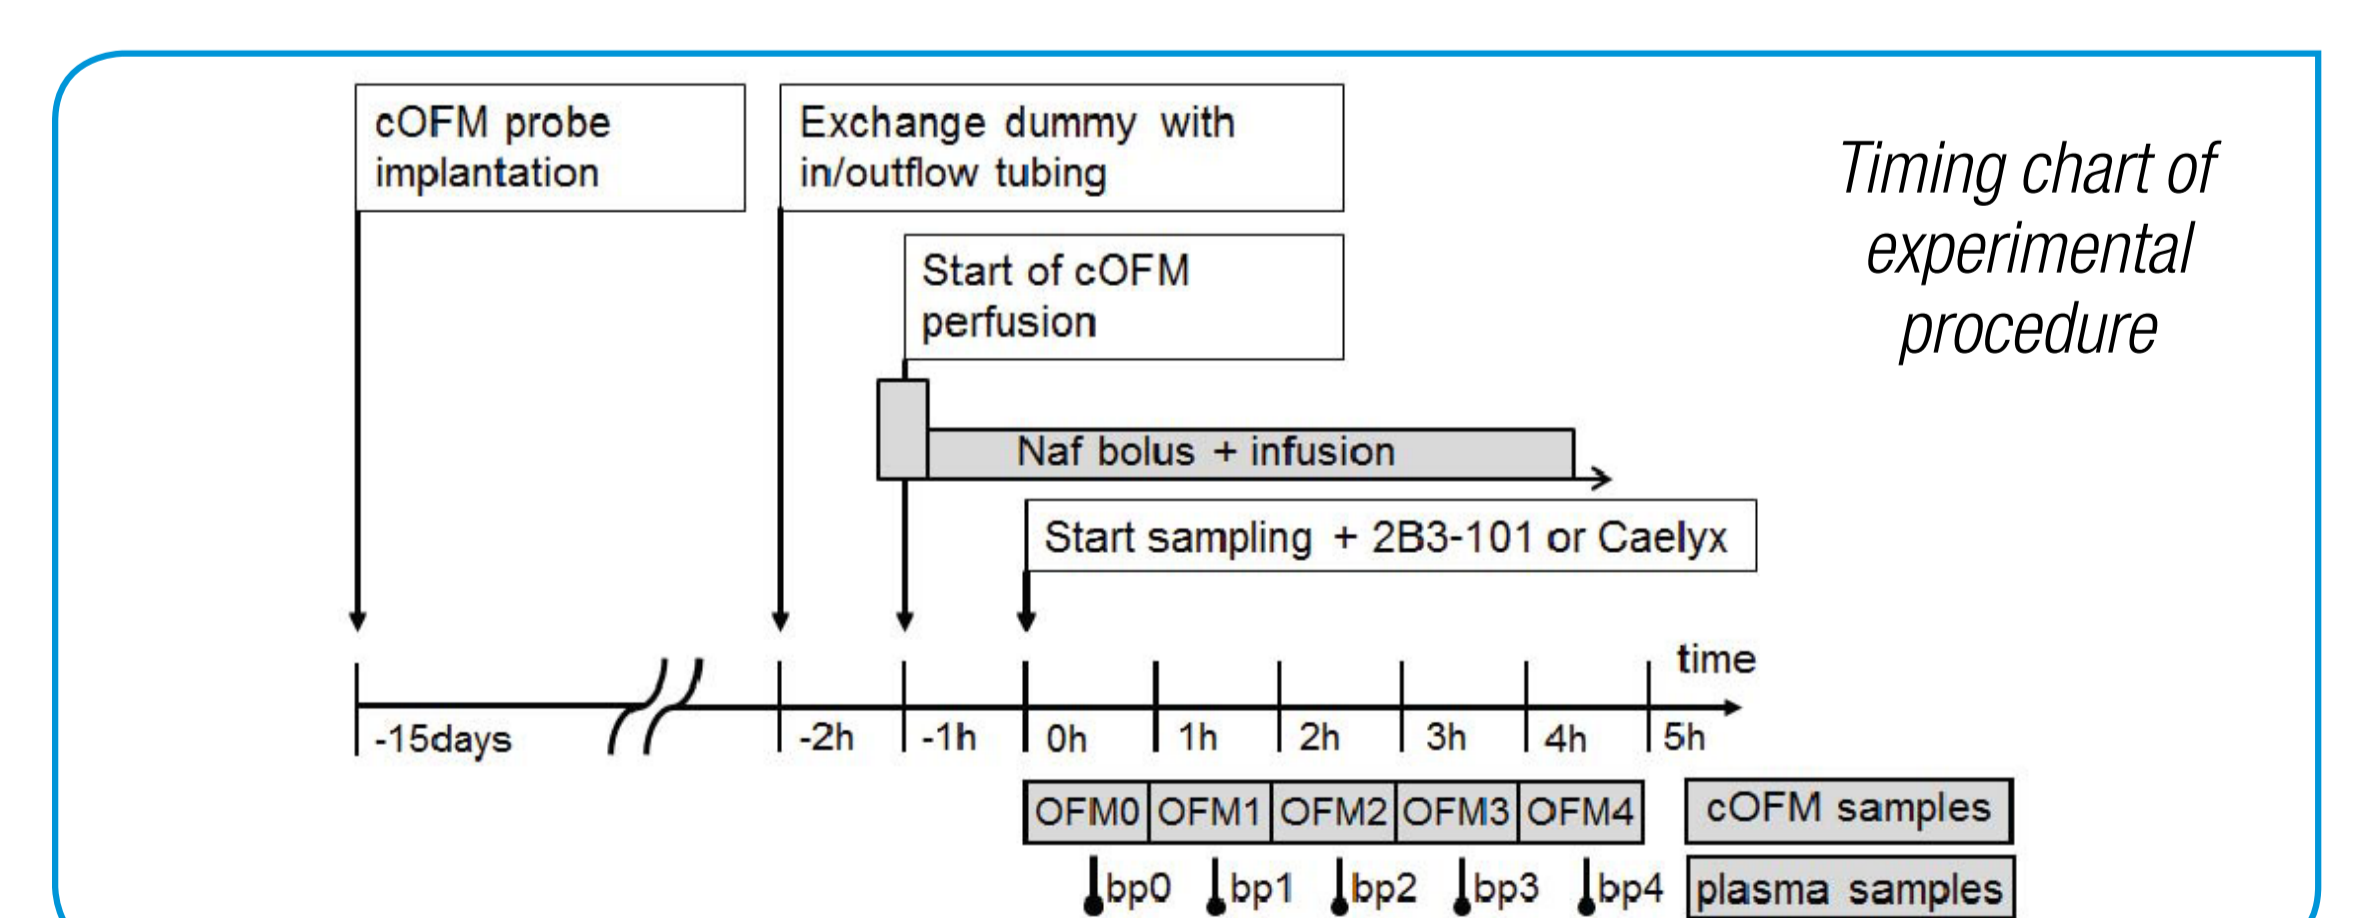 cOFM probe
implantation
Exchange dummy with
in/outflow tubing
Timing chart of
experimental
procedure
Start of cOFM
perfusion
Naf bolus + infusion
Start sampling + 2B3-101 or Caelyx
time
-15days -2h -1h 0h 1h 2h 3h 4h 5h
OFM0 OFM1 OFM2 OFM3 OFM4 cOFM samples
bp0 bp1 bp2 bp3 bp4 plasma samples